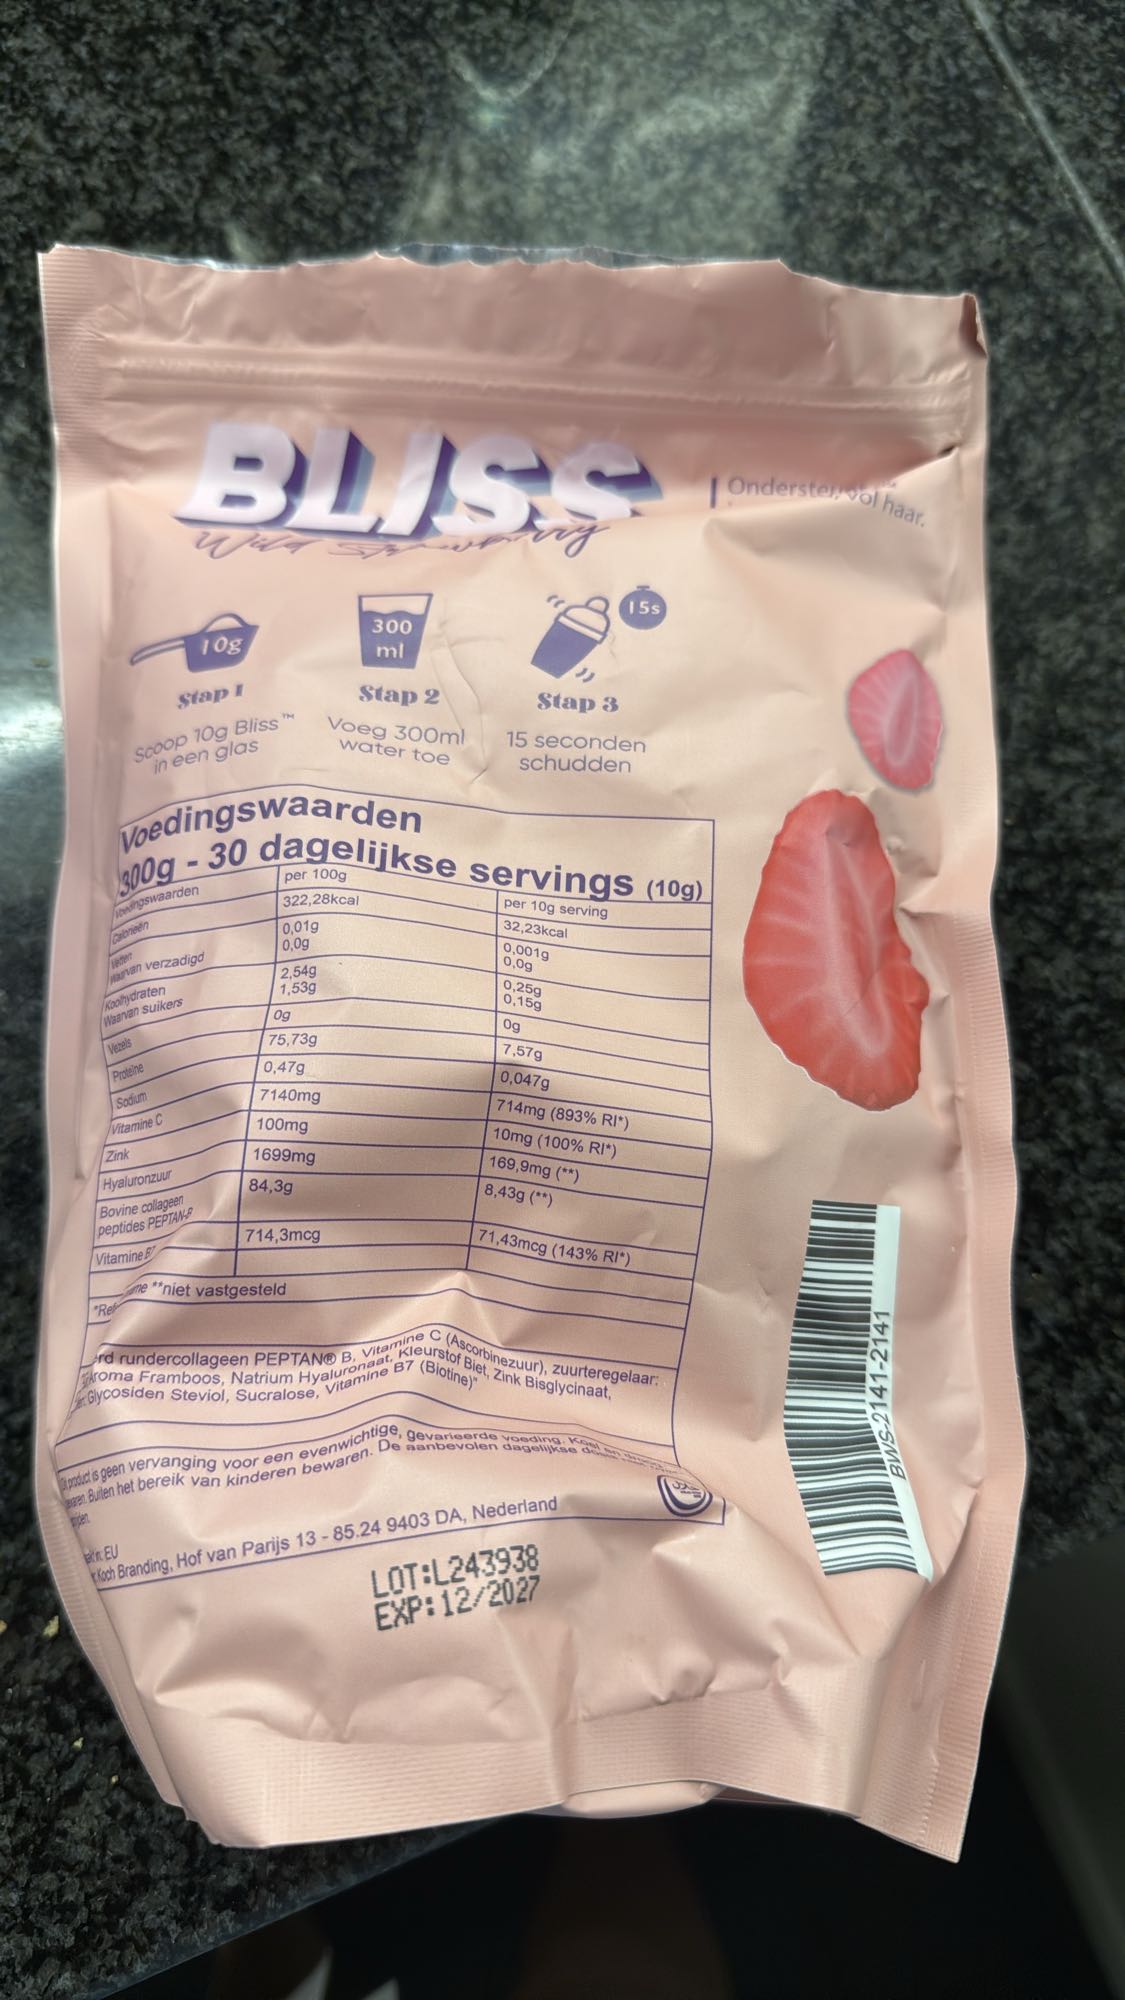 BLISS
Wild Strawberry
haar.
10g
300
ml
15s
Stap 1
Stap 2
Stap 3
Scoop 10g Bliss™
in een glas
Voeg 300ml
water toe
15 seconden
schudden
Voedingswaarden
300g - 30 dagelijkse servings (10g)
Voedingswaarden per 100g per 10g serving
Calorieën 322,28kcal 32,23kcal
Vetten 0,01g 0,001g
Waarvan verzadigd 0,0g 0,0g
Koolhydraten 2,54g 0,25g
Waarvan suikers 1,53g 0,15g
Vezels 0g 0g
Proteïne 75,73g 7,57g
Sodium 0,47g 0,047g
Vitamine C 7140mg 714mg (893% RI*)
Zink 100mg 10mg (100% RI*)
Hyaluronzuur 1699mg 169,9mg (**)
Bovine collageen 84,3g 8,43g (**)
peptides PEPTAN-B
Vitamine B7 714,3mcg 71,43mcg (143% RI*)
**niet vastgesteld
rundercollageen PEPTAN® B, Vitamine C (Ascorbinezuur), zuurteregelaar:
Aroma Framboos, Natrium Hyaluronaat, Kleurstof Biet, Zink Bisglycinaat,
Glycosiden Steviol, Sucralose, Vitamine B7 (Biotine)"
product is geen vervanging voor een evenwichtige, gevarieerde voeding. Koel en
Buiten het bereik van kinderen bewaren. De aanbevolen dagelijkse
EU
Koch Branding, Hof van Parijs 13 - 85.24 9403 DA, Nederland
LOT:L243938
EXP:12/2027
BWS-2141-2141